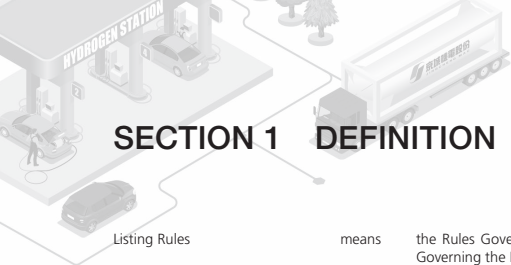 HYDROGEN STATION
SECTION 1 DEFINITION
Listing Rules means the Rules Gove
Governing the